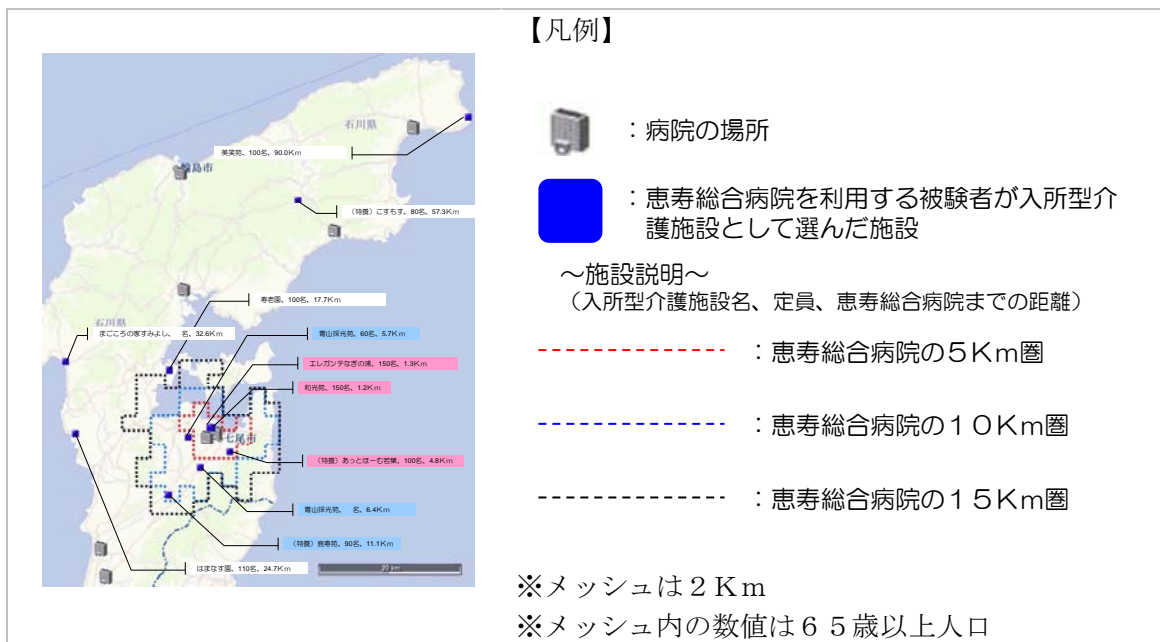 【凡例】
石川県
：病院の場所
美笑苑、100名、90.0Km
島市
：恵寿総合病院を利用する被験者が入所型介
護施設として選んだ施設
（特養）こすもす、80名、57.3Km
～施設説明～
（入所型介護施設名、定員、恵寿総合病院までの距離）
寿老園、100名、17.7Km
石川県
まごころの家すみよし、　名、32.6Km
青山採光苑、60名、5.7Km
：恵寿総合病院の５Ｋｍ圏
エレガンテなぎの浦、150名、1.3Km
和光苑、150名、1.2Km
：恵寿総合病院の１０Ｋｍ圏
七尾市
（特養）あっとほーむ若葉、100名、4.8Km
：恵寿総合病院の１５Ｋｍ圏
青山採光苑、　名、6.4Km
（特養）鹿寿苑、90名、11.1Km
はまなす園、110名、24.7Km
20 km
※メッシュは２Ｋｍ
※メッシュ内の数値は６５歳以上人口